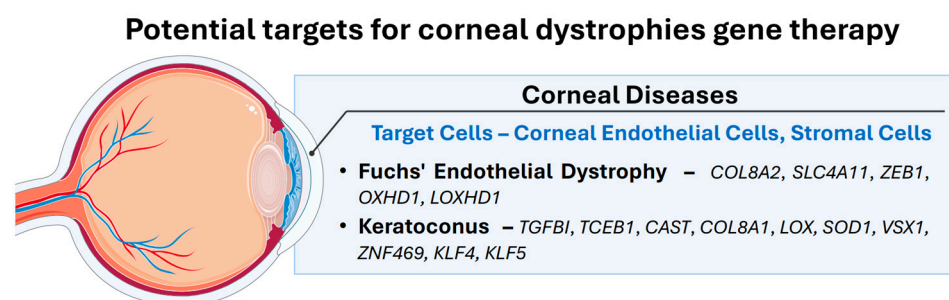 Potential targets for corneal dystrophies gene therapy
Corneal Diseases
Target Cells – Corneal Endothelial Cells, Stromal Cells
• Fuchs' Endothelial Dystrophy – COL8A2, SLC4A11, ZEB1,
OXHD1, LOXHD1
• Keratoconus – TGFBI, TCEB1, CAST, COL8A1, LOX, SOD1, VSX1,
ZNF469, KLF4, KLF5